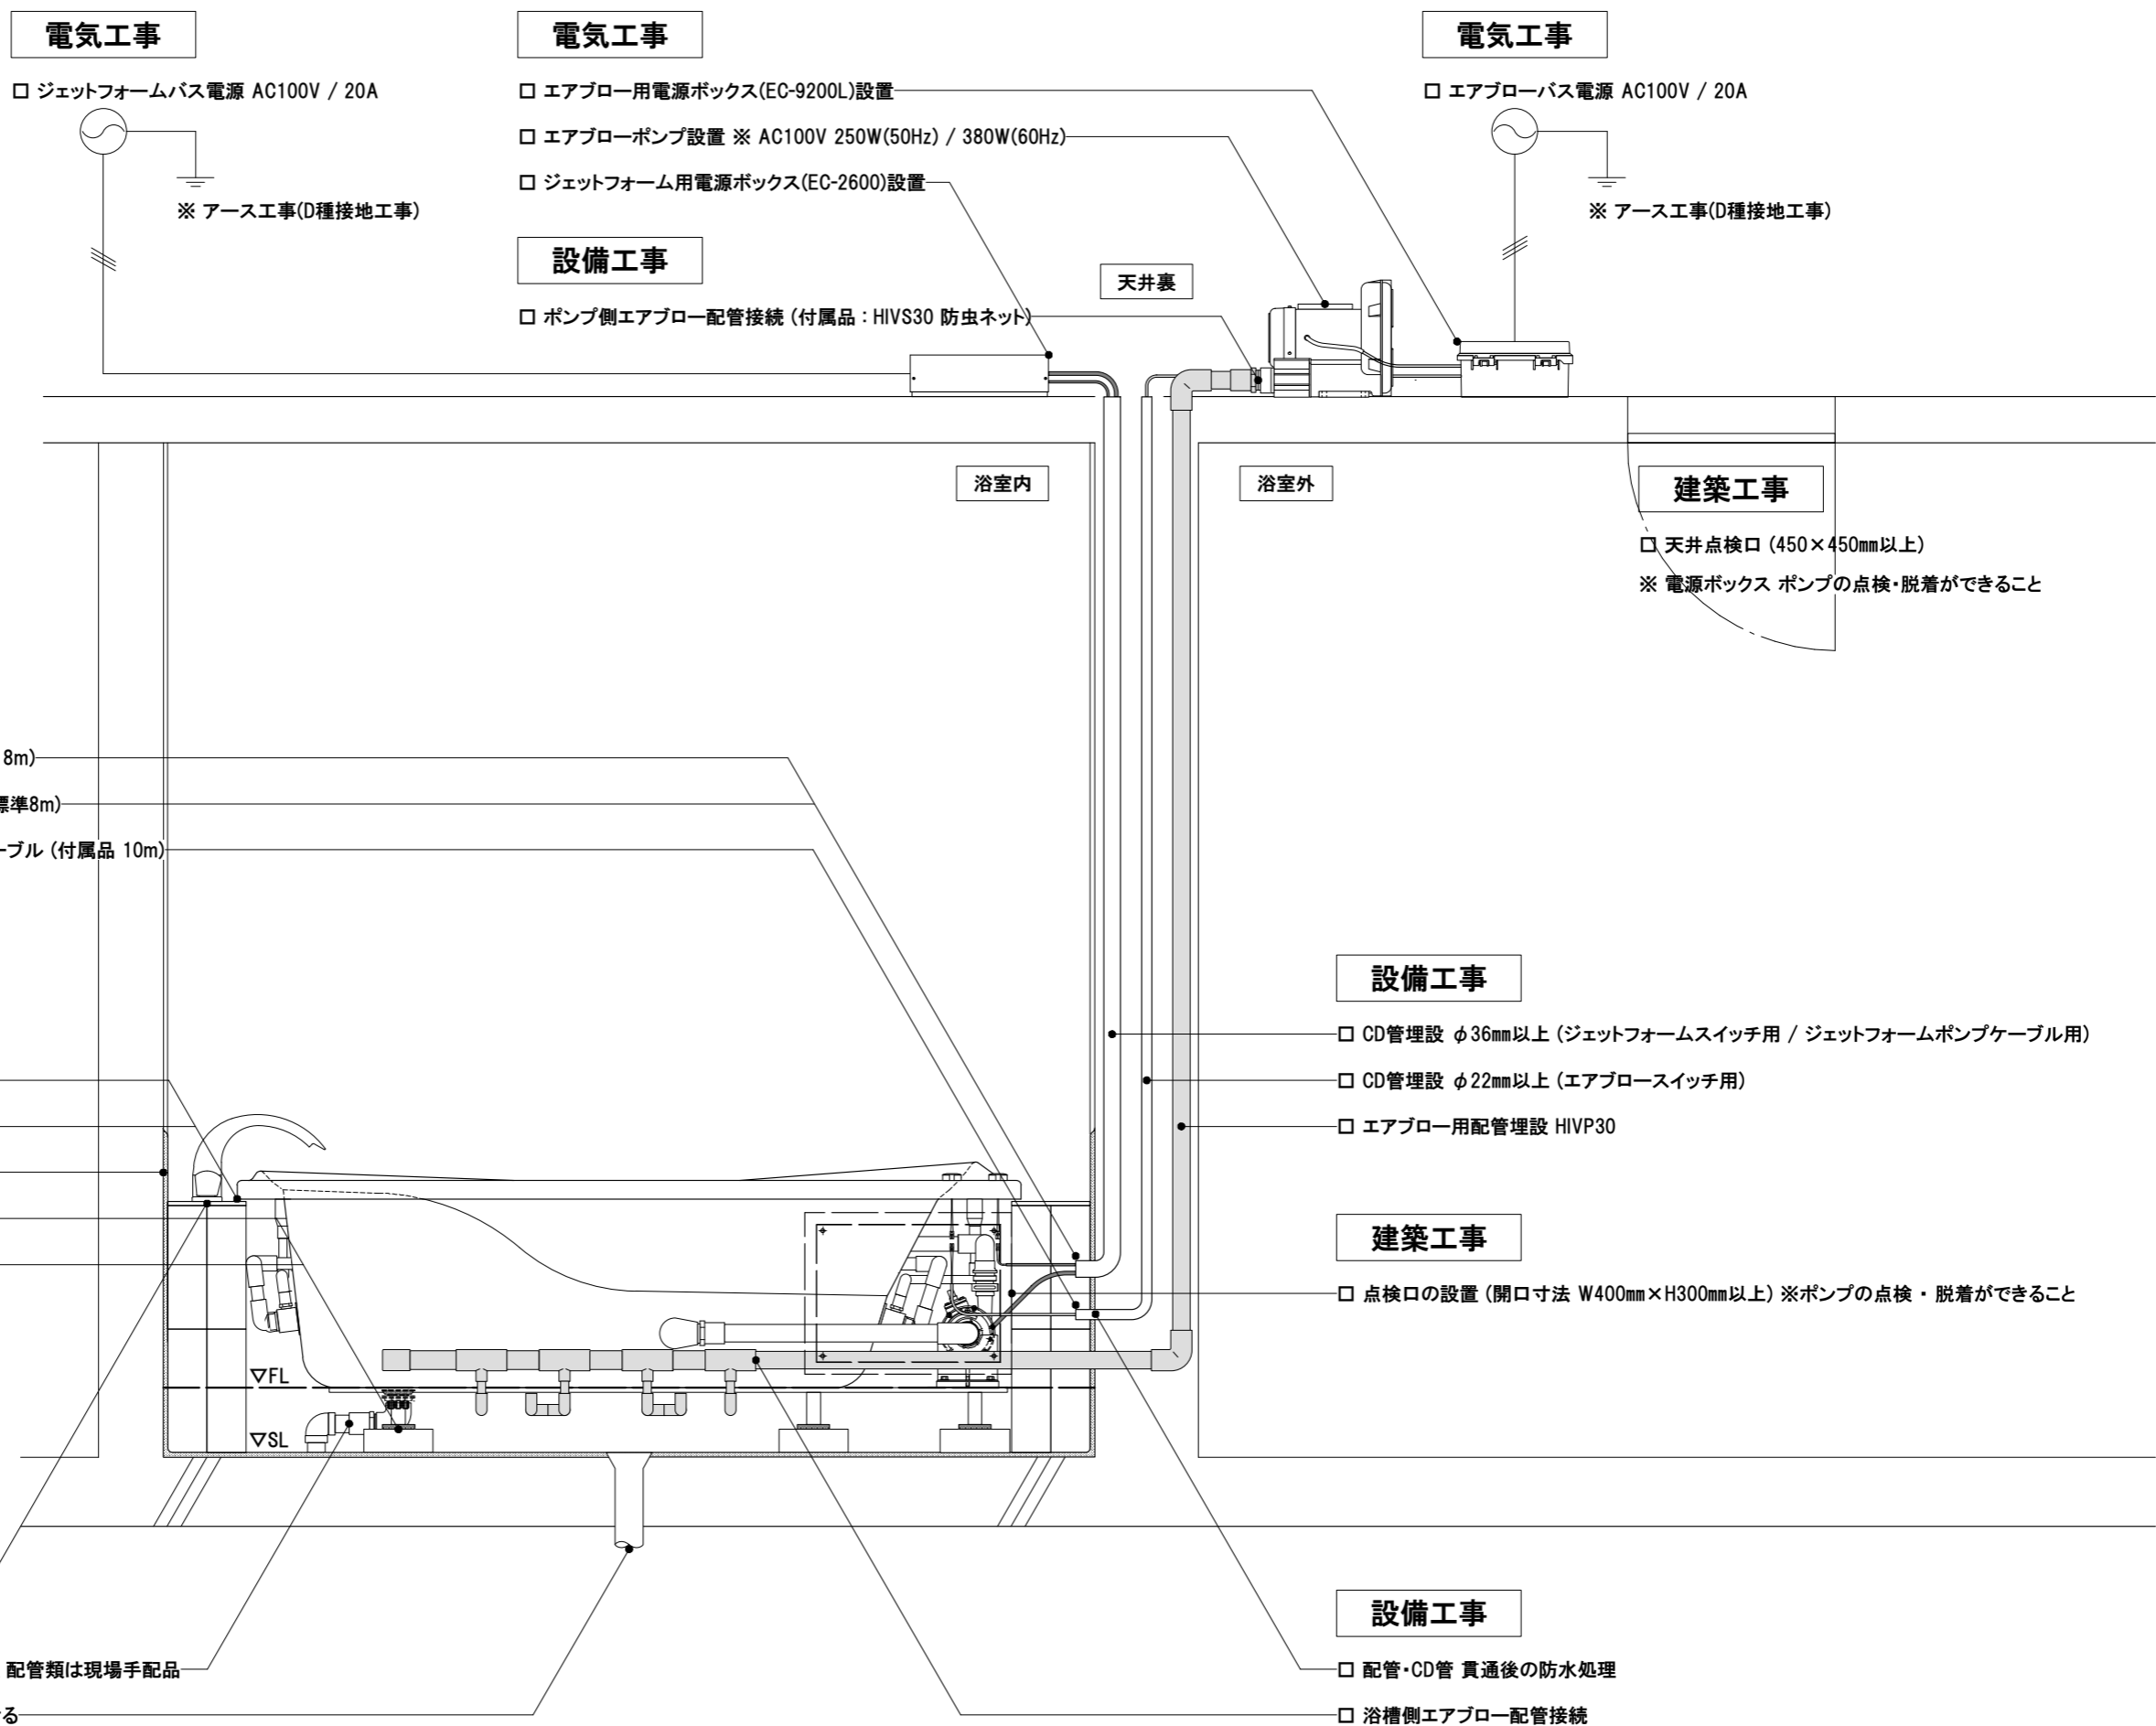 電気工事
□ ジェットフォームバス電源 AC100V / 20A
※ アース工事(D種接地工事)
電気工事
□ エアブロー用電源ボックス(EC-9200L)設置
□ エアブローポンプ設置 ※ AC100V 250W(50Hz) / 380W(60Hz)
□ ジェットフォーム用電源ボックス(EC-2600)設置
設備工事
□ ポンプ側エアブロー配管接続 (付属品：HIVS30 防虫ネット)
天井裏
電気工事
□ エアブローバス電源 AC100V / 20A
※ アース工事(D種接地工事)
浴室内
浴室外
建築工事
□ 天井点検口 (450×450㎜以上)
※ 電源ボックス ポンプの点検・脱着ができること
8m)
標準8m)
ーブル (付属品 10m)
設備工事
□ CD管埋設 φ36㎜以上 (ジェットフォームスイッチ用 / ジェットフォームポンプケーブル用)
□ CD管埋設 φ22㎜以上 (エアブロースイッチ用)
□ エアブロー用配管埋設 HIVP30
建築工事
□ 点検口の設置 (開口寸法 W400㎜×H300㎜以上) ※ポンプの点検・脱着ができること
▽FL
▽SL
配管類は現場手配品
する
設備工事
□ 配管・CD管 貫通後の防水処理
□ 浴槽側エアブロー配管接続